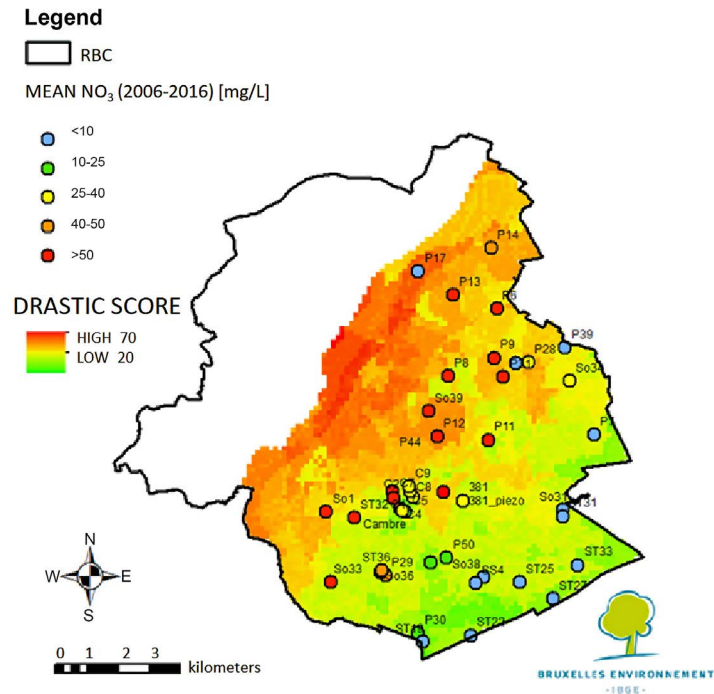 Legend
RBC
MEAN NO3 (2006-2016) [mg/L]
<10
10-25
25-40
40-50
>50
DRASTIC SCORE
HIGH 70
LOW 20
P14
P17
P13
P6
P39
P9
P28
P8
So34
So39
P12
P44
P11
C9
C8
381
381_piezo
So1
ST32
C4
Cambre
So31
ST31
P50
ST36
P29
So38
SS4
ST25
ST33
So33
So36
ST27
P30
N
W
E
S
0 1 2 3
kilometers
BRUXELLES ENVIRONNEMENT
-IBGE-